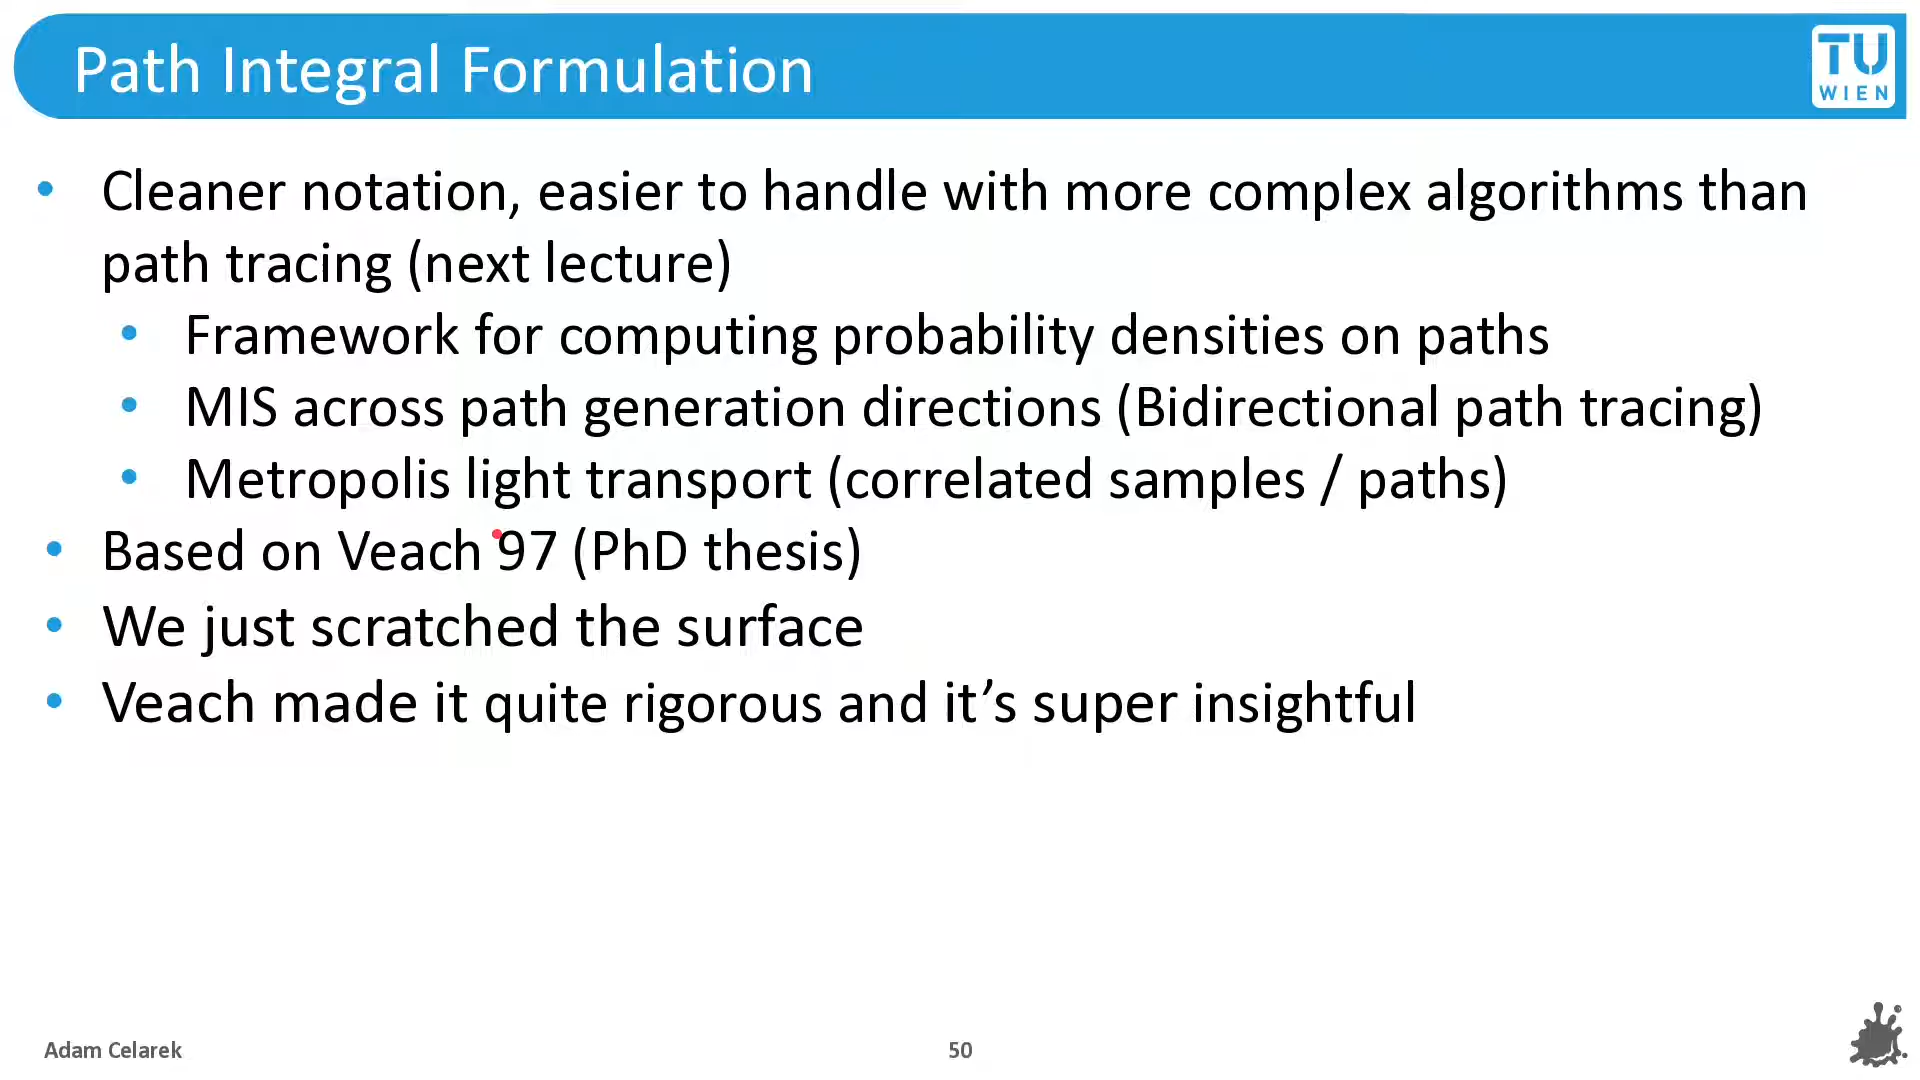 Path Integral Formulation
TU
WIEN
• Cleaner notation, easier to handle with more complex algorithms than
path tracing (next lecture)
• Framework for computing probability densities on paths
• MIS across path generation directions (Bidirectional path tracing)
• Metropolis light transport (correlated samples / paths)
• Based on Veach 97 (PhD thesis)
• We just scratched the surface
• Veach made it quite rigorous and it’s super insightful
Adam Celarek
50